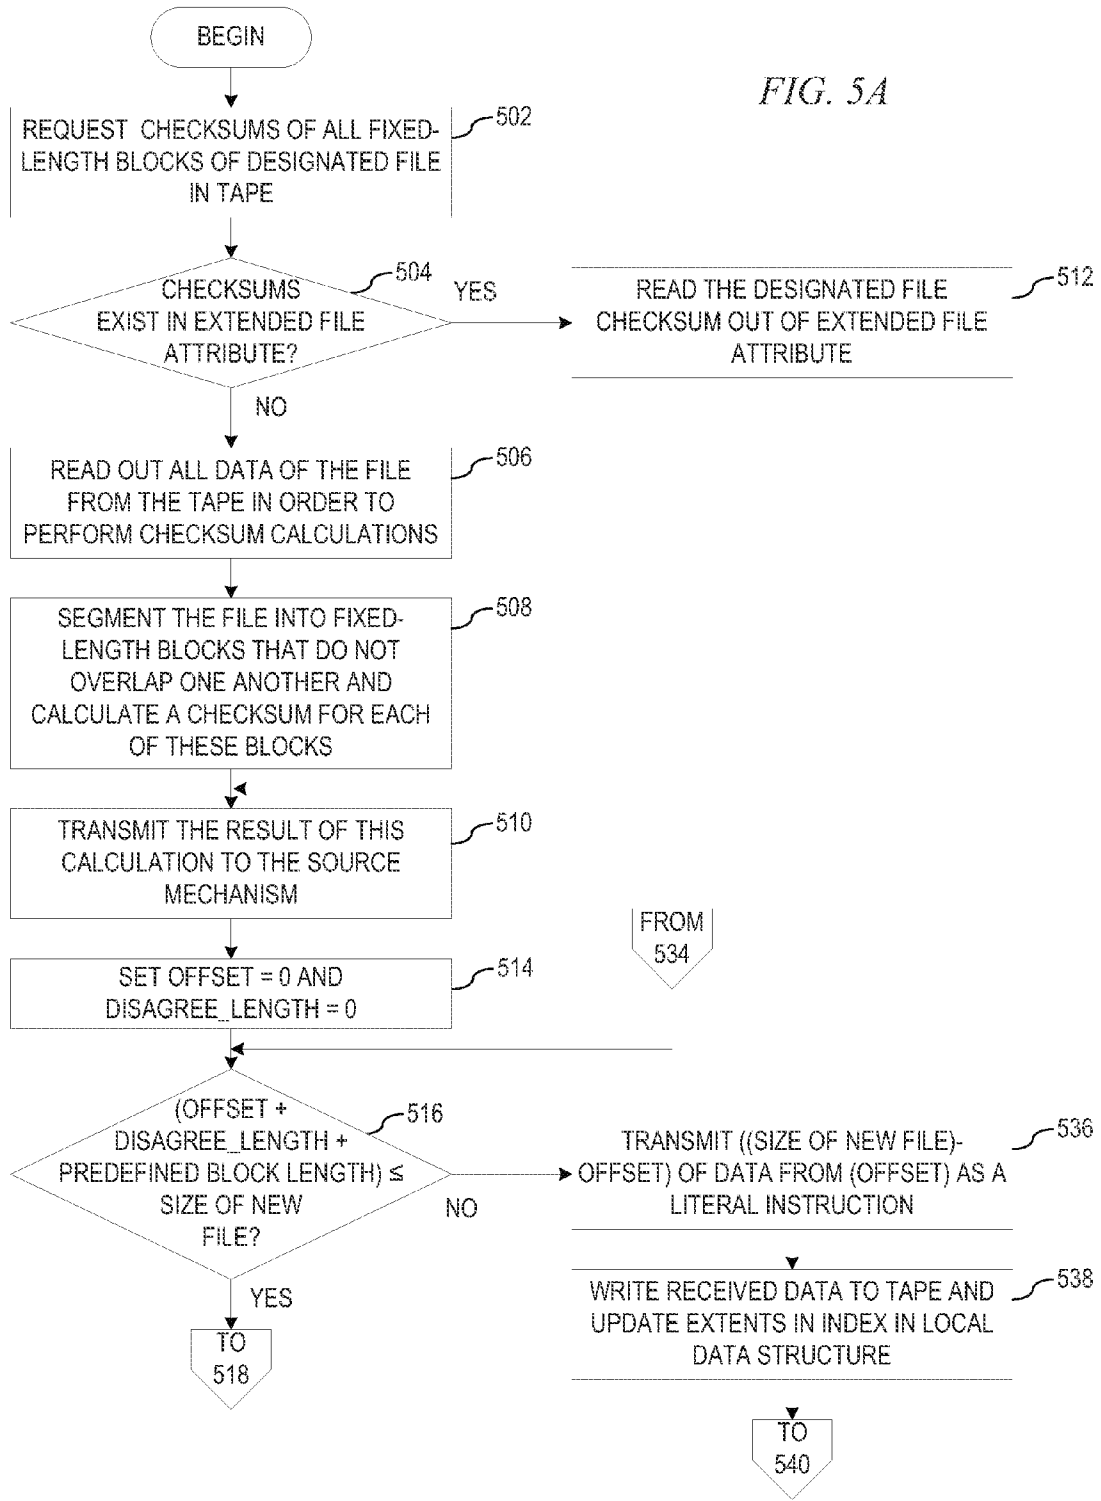 BEGIN
FIG. 5A
REQUEST CHECKSUMS OF ALL FIXED-
LENGTH BLOCKS OF DESIGNATED FILE
IN TAPE
502
CHECKSUMS
EXIST IN EXTENDED FILE
ATTRIBUTE?
504
YES
READ THE DESIGNATED FILE
CHECKSUM OUT OF EXTENDED FILE
ATTRIBUTE
512
NO
READ OUT ALL DATA OF THE FILE
FROM THE TAPE IN ORDER TO
PERFORM CHECKSUM CALCULATIONS
506
SEGMENT THE FILE INTO FIXED-
LENGTH BLOCKS THAT DO NOT
OVERLAP ONE ANOTHER AND
CALCULATE A CHECKSUM FOR EACH
OF THESE BLOCKS
508
TRANSMIT THE RESULT OF THIS
CALCULATION TO THE SOURCE
MECHANISM
510
FROM
534
SET OFFSET = 0 AND
DISAGREE_LENGTH = 0
514
(OFFSET +
DISAGREE_LENGTH +
PREDEFINED BLOCK LENGTH) ≤
SIZE OF NEW
FILE?
516
NO
TRANSMIT ((SIZE OF NEW FILE)-
OFFSET) OF DATA FROM (OFFSET) AS A
LITERAL INSTRUCTION
536
YES
TO
518
WRITE RECEIVED DATA TO TAPE AND
UPDATE EXTENTS IN INDEX IN LOCAL
DATA STRUCTURE
538
TO
540